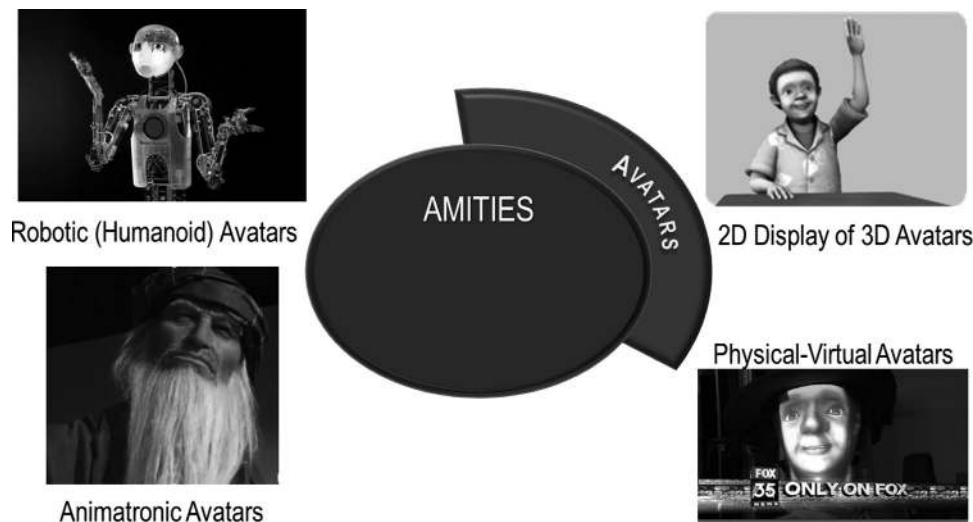 AMITIES
AVATARS
Robotic (Humanoid) Avatars
2D Display of 3D Avatars
Animatronic Avatars
Physical-Virtual Avatars
FOX
35
NEWS
ONLY ON FOX